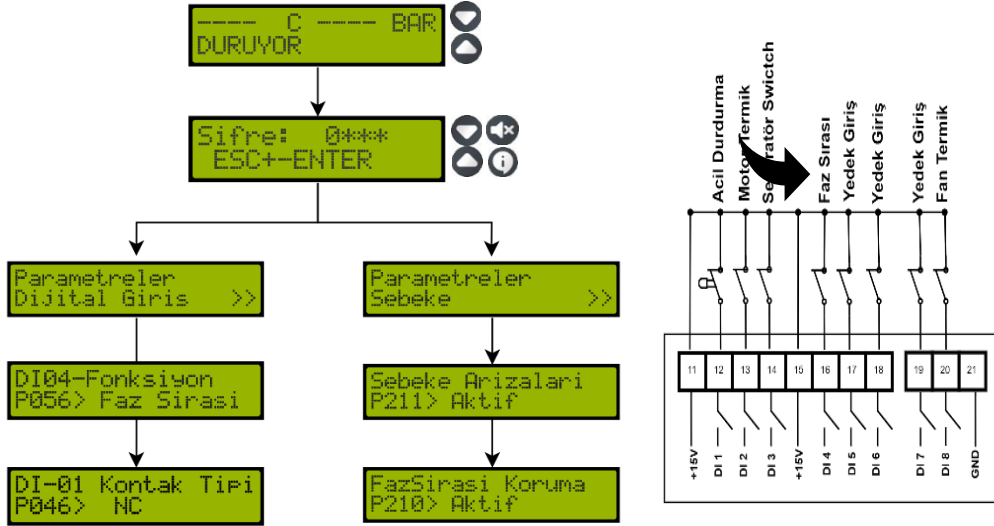 ---- C ---- BAR
DURUYOR
Sifre: 0***
ESC+-ENTER
Parametreler
Dijital Giris >>
Parametreler
Sebeke >>
DI04-Fonksiyon
P056> Faz Sirasi
Sebeke Arizalari
P211> Aktif
DI-01 Kontak Tipi
P046> NC
FazSirasi Koruma
P210> Aktif
Acil Durdurma
Faz Sırası
Yedek Giriş
Yedek Giriş
Yedek Giriş
Fan Termik
Swictch
11 12 13 14 15 16 17 18 19 20 21
+15V
DI 1
DI 2
DI 3
+15V
DI 4
DI 5
DI 6
DI 7
DI 8
GND